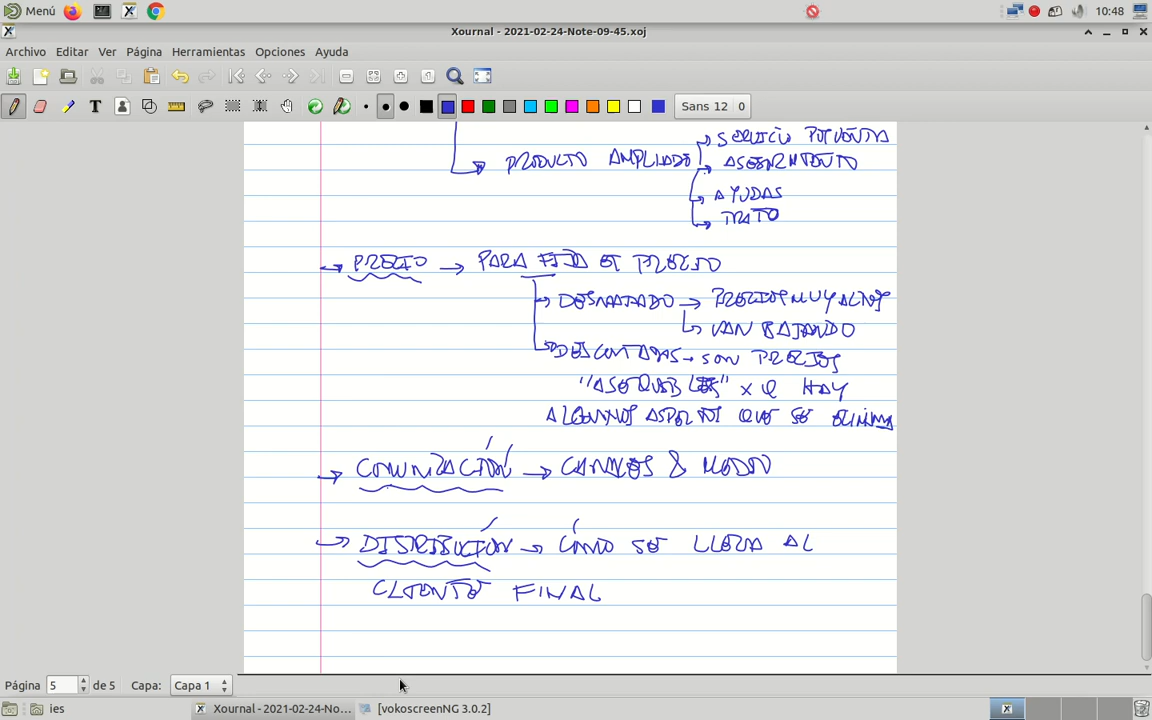 Menú 10:48
Xournal - 2021-02-24-Note-09-45.xoj
Archivo Editar Ver Página Herramientas Opciones Ayuda
Sans 12 0
SERVICIO POSVENTA
PRODUCTO AMPLIADO ASESORAMIENTO
AYUDAS
TRATO
PRECIO → PARA FIJAR EL PRECIO
DESNATADO → PRECIOS MUY ALTOS
VAN BAJANDO
DESCONTADAS → SON PRECIOS
"ASEQUIBLES" x Q HAY
ALGUNOS ASPECTOS QUE SE ELIMINA
→ COMUNICACIÓN → CANALES & MODO
→ DISTRIBUCIÓN → CÓMO SE LLEGA AL
CLIENTE FINAL
Página 5 de 5 Capa: Capa 1
ies Xournal - 2021-02-24-No... [vokoscreenNG 3.0.2]